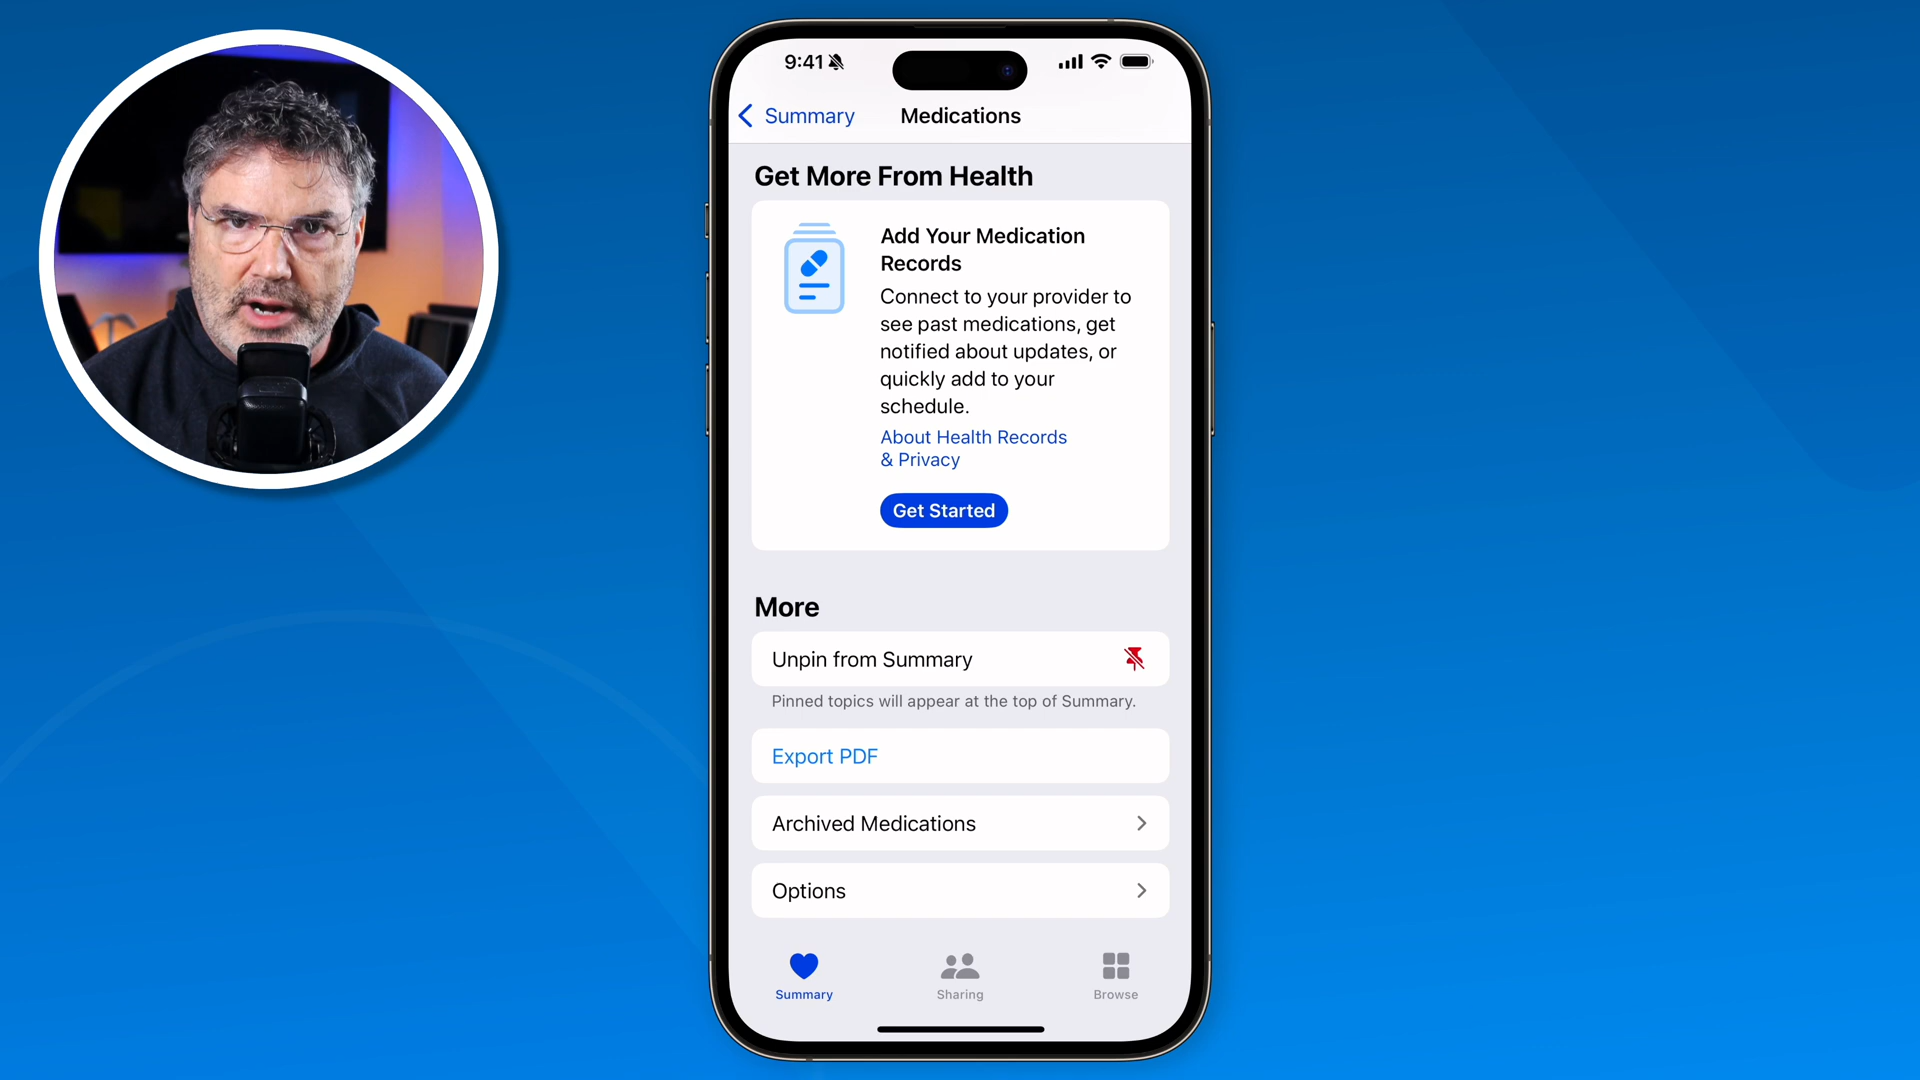 9:41
Summary
Medications
Get More From Health
Add Your Medication
Records
Connect to your provider to
see past medications, get
notified about updates, or
quickly add to your
schedule.
About Health Records
& Privacy
Get Started
More
Unpin from Summary
Pinned topics will appear at the top of Summary.
Export PDF
Archived Medications
Options
Summary
Sharing
Browse